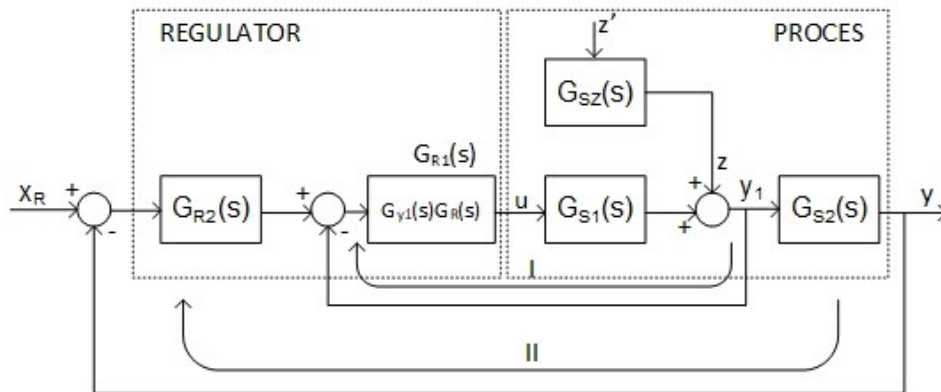 REGULATOR
PROCES
z'
G_SZ(s)
G_R1(s)
z
X_R
+
-
G_R2(s)
+
-
G_y1(s)G_R(s)
u
G_S1(s)
+
+
y_1
G_S2(s)
y
I
II